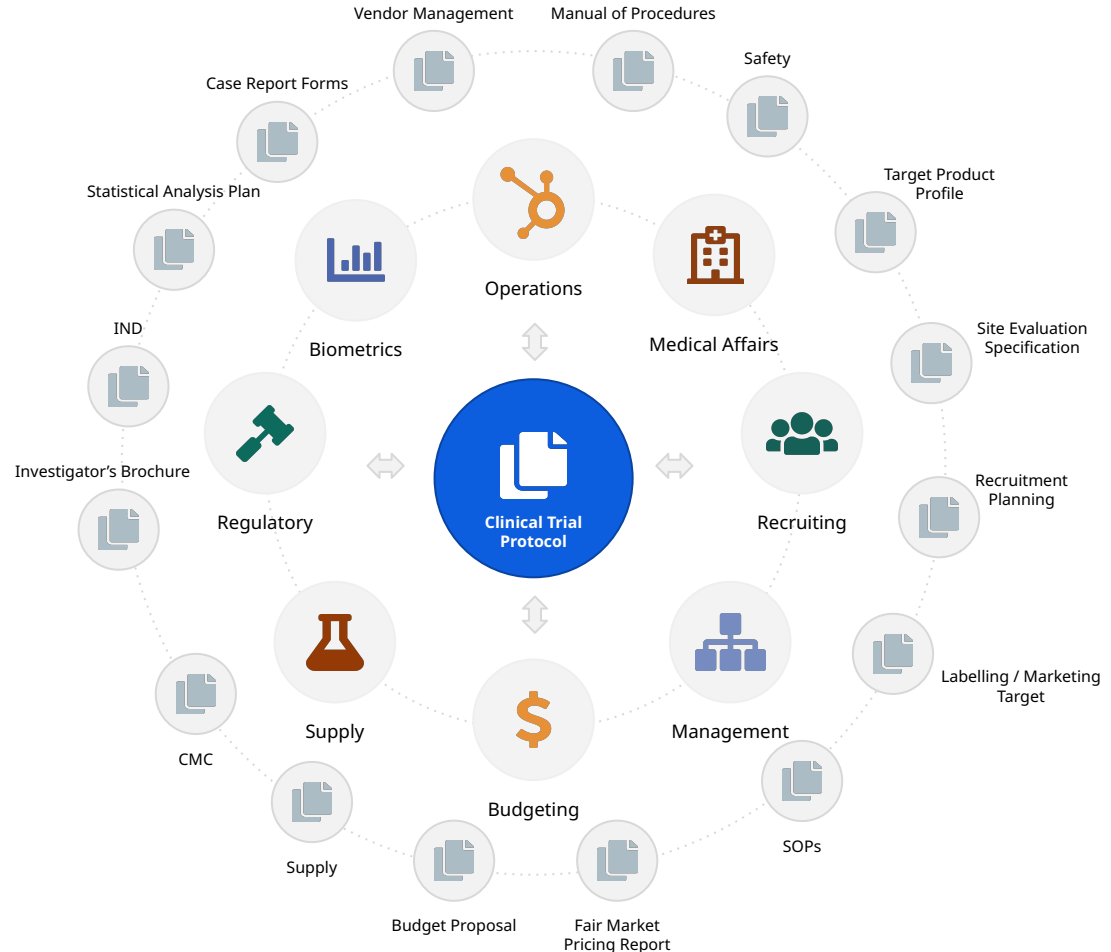 Vendor Management
Manual of Procedures
Safety
Case Report Forms
Target Product
Profile
Statistical Analysis Plan
Operations
IND
Site Evaluation
Specification
Biometrics
Medical Affairs
Investigator’s Brochure
Recruitment
Planning
Regulatory
Clinical Trial
Protocol
Recruiting
Labelling / Marketing
Target
Supply
Management
CMC
Budgeting
SOPs
Supply
Budget Proposal
Fair Market
Pricing Report